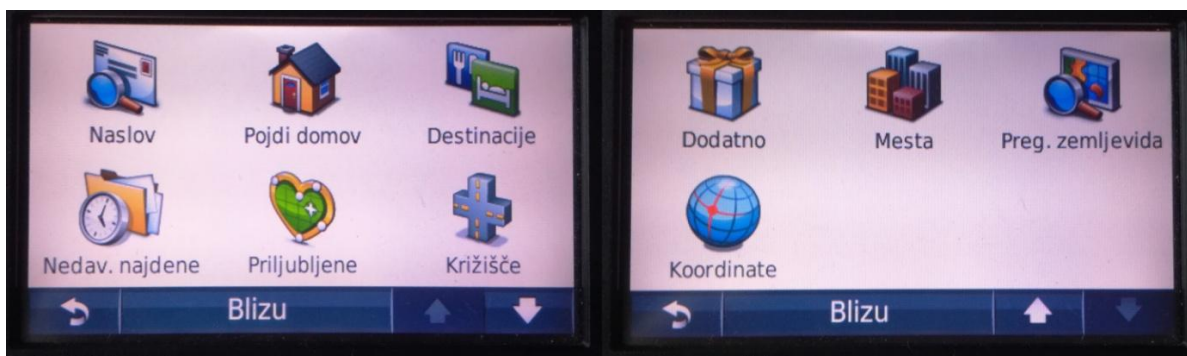 Naslov
Pojdi domov
Destinacije
Nedav. najdene
Priljubljene
Križišče
Blizu
Dodatno
Mesta
Preg. zemljevida
Koordinate
Blizu